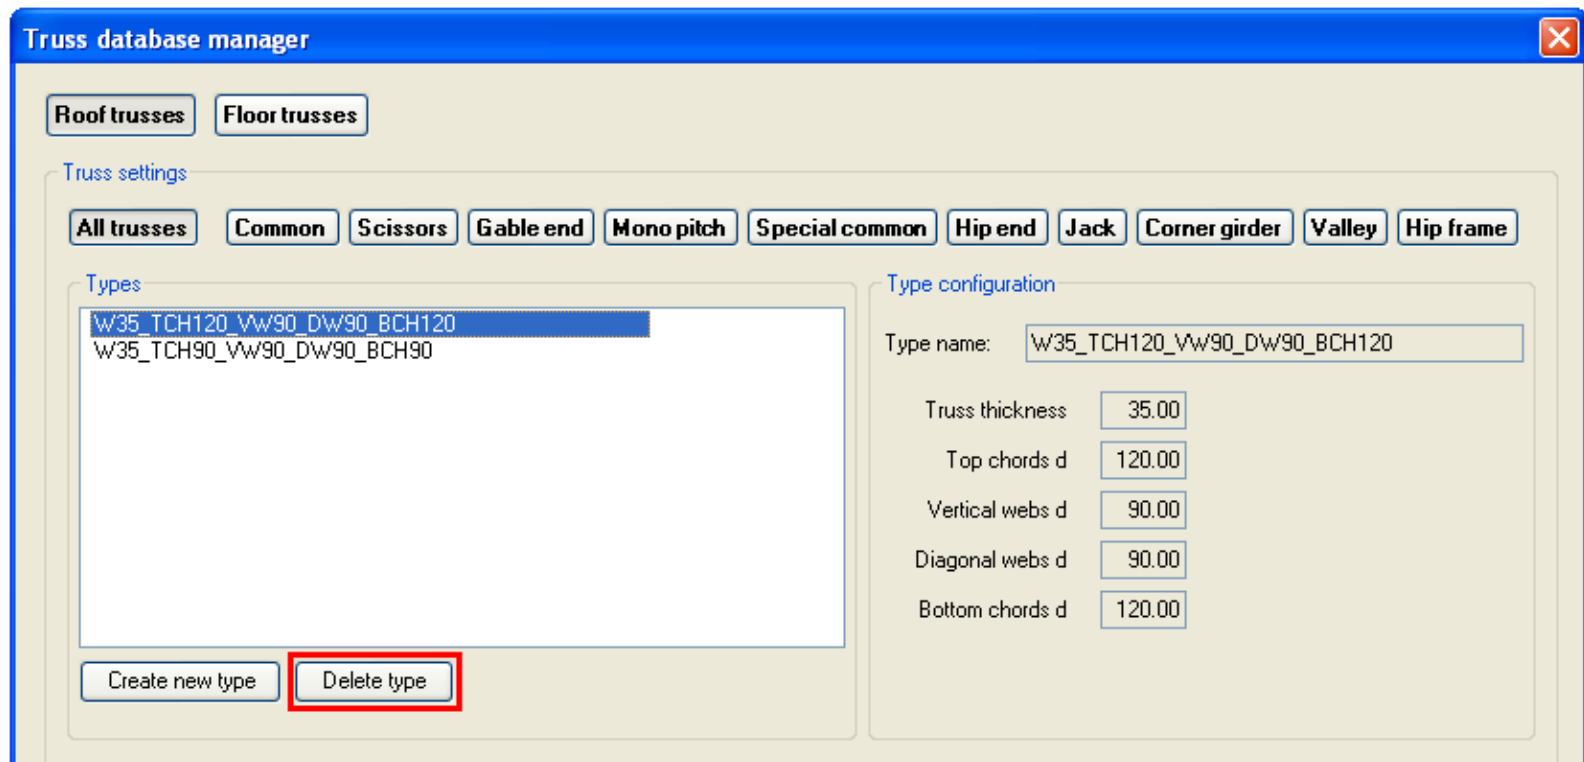 Truss database manager
Roof trusses Floor trusses
Truss settings
All trusses Common Scissors Gable end Mono pitch Special common Hip end Jack Corner girder Valley Hip frame
Types
W35_TCH120_VW90_DW90_BCH120
W35_TCH90_VW90_DW90_BCH90
Create new type Delete type
Type configuration
Type name: W35_TCH120_VW90_DW90_BCH120
Truss thickness 35.00
Top chords d 120.00
Vertical webs d 90.00
Diagonal webs d 90.00
Bottom chords d 120.00